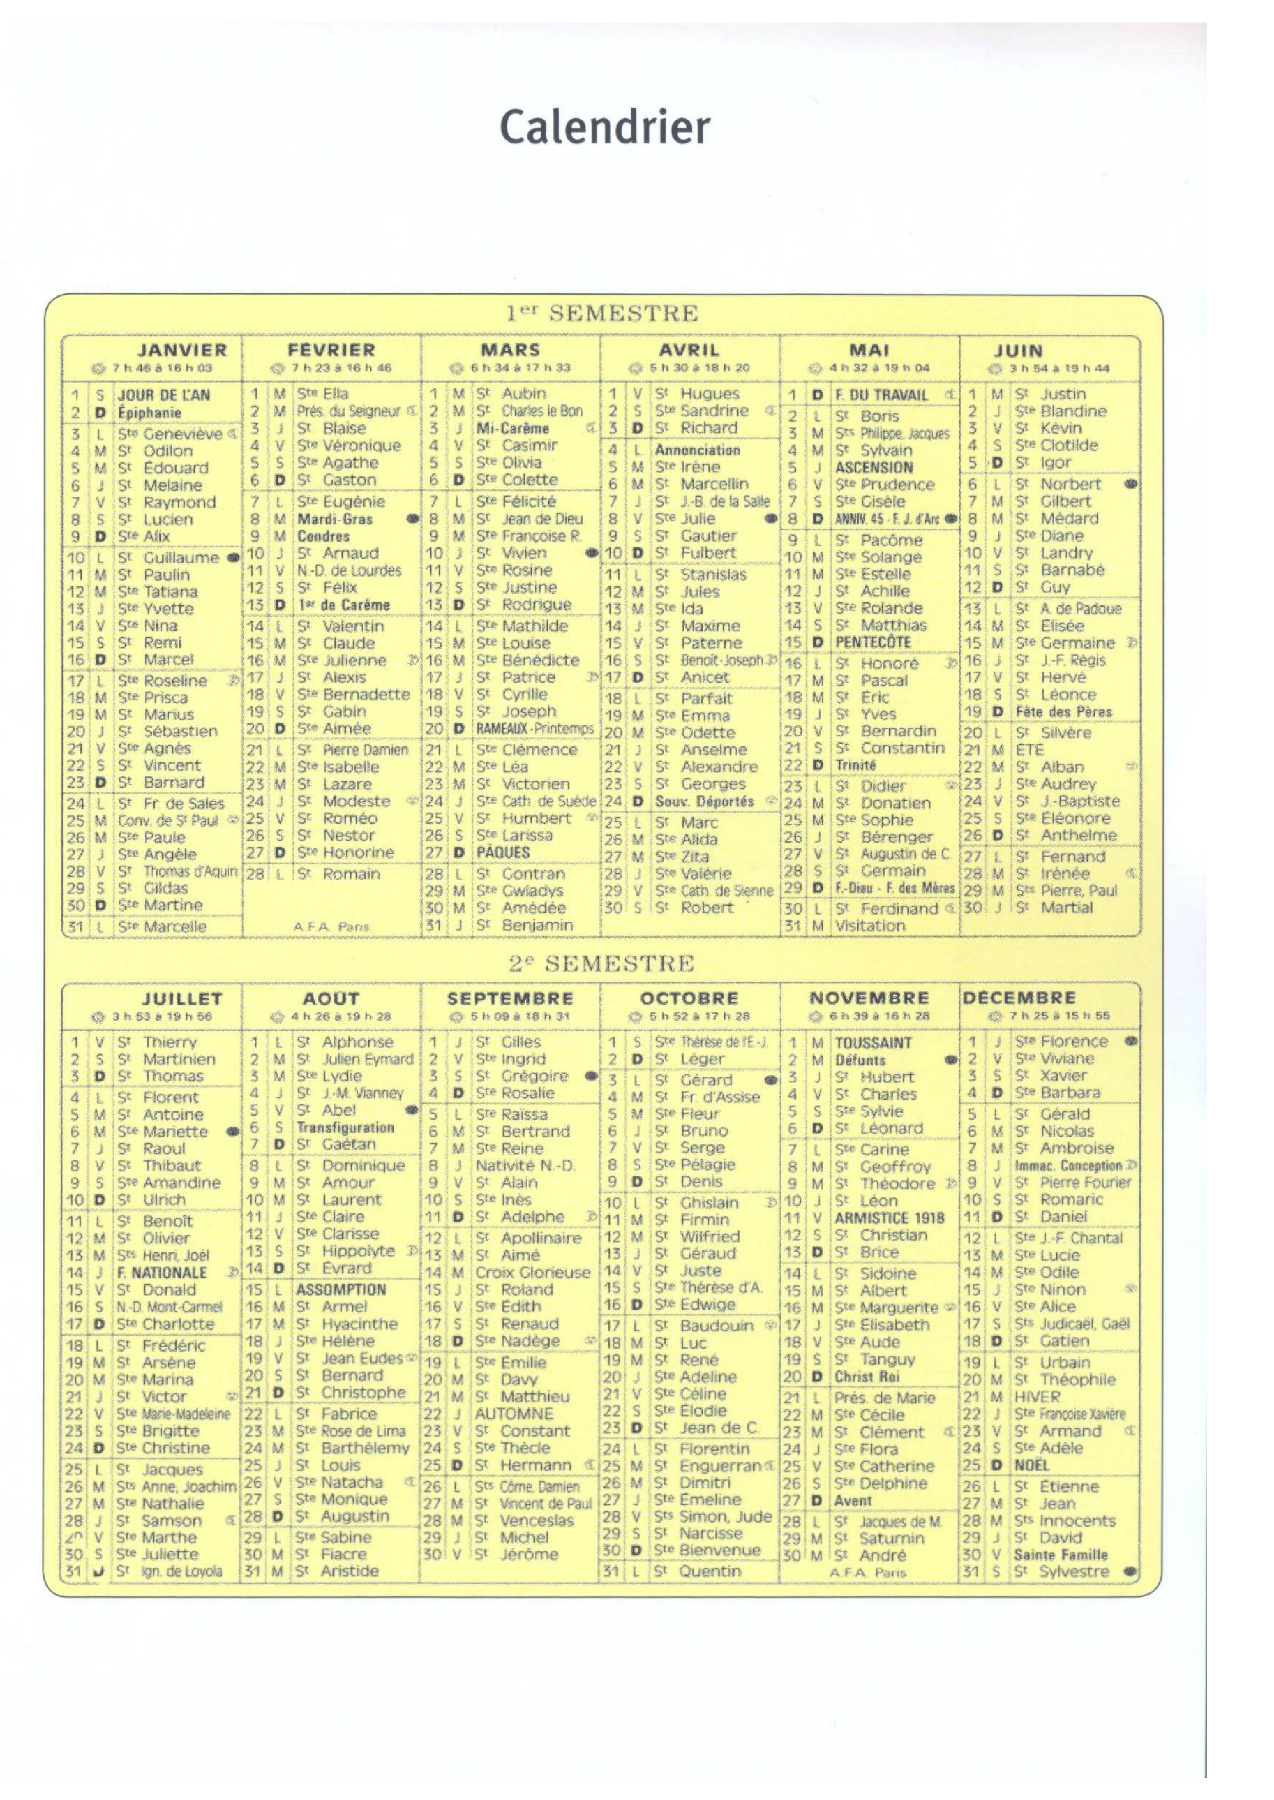 Calendrier
1er SEMESTRE
JANVIER
7 h 46 à 16 h 03
1 S JOUR DE L'AN
2 D Épiphanie
3 L Ste Geneviève
4 M St Odilon
5 M St Édouard
6 J St Melaine
7 V St Raymond
8 S St Lucien
9 D Ste Alix
10 L St Guillaume
11 M St Paulin
12 M Ste Tatiana
13 J Ste Yvette
14 V Ste Nina
15 S St Remi
16 D St Marcel
17 L Ste Roseline
18 M Ste Prisca
19 M St Marius
20 J St Sébastien
21 V Ste Agnès
22 S St Vincent
23 D St Barnard
24 L St Fr. de Sales
25 M Conv. de St Paul
26 M Ste Paule
27 J Ste Angèle
28 V St Thomas d'Aquin
29 S St Gildas
30 D Ste Martine
31 L Ste Marcelle
FÉVRIER
7 h 23 à 16 h 46
1 M Ste Ella
2 M Prés. du Seigneur
3 J St Blaise
4 V Ste Véronique
5 S Ste Agathe
6 D St Gaston
7 L Ste Eugénie
8 M Mardi-Gras
9 M Cendres
10 J St Arnaud
11 V N.-D. de Lourdes
12 S St Félix
13 D 1er de Carême
14 L St Valentin
15 M St Claude
16 M Ste Julienne
17 J St Alexis
18 V Ste Bernadette
19 S St Gabin
20 D Ste Aimée
21 L St Pierre Damien
22 M Ste Isabelle
23 M St Lazare
24 J St Modeste
25 V St Roméo
26 S St Nestor
27 D Ste Honorine
28 L St Romain
A.F.A. Paris
MARS
6 h 34 à 17 h 33
1 M St Aubin
2 M St Charles le Bon
3 J Mi-Carême
4 V St Casimir
5 S Ste Olivia
6 D Ste Colette
7 L Ste Félicité
8 M St Jean de Dieu
9 M Ste Françoise R.
10 J St Vivien
11 V Ste Rosine
12 S Ste Justine
13 D St Rodrigue
14 L Ste Mathilde
15 M Ste Louise
16 M Ste Bénédicte
17 J St Patrice
18 V St Cyrille
19 S St Joseph
20 D RAMEAUX-Printemps
21 L Ste Clémence
22 M Ste Léa
23 M St Victorien
24 J Ste Cath. de Suède
25 V St Humbert
26 S Ste Larissa
27 D PÂQUES
28 L St Gontran
29 M Ste Gwladys
30 M St Amédée
31 J St Benjamin
AVRIL
5 h 30 à 18 h 20
1 V St Hugues
2 S Ste Sandrine
3 D St Richard
4 L Annonciation
5 M Ste Irène
6 M St Marcellin
7 J St J.-B. de la Salle
8 V Ste Julie
9 S St Gautier
10 D St Fulbert
11 L St Stanislas
12 M St Jules
13 M Ste Ida
14 J St Maxime
15 V St Paterne
16 S St Benoît-Joseph
17 D St Anicet
18 L St Parfait
19 M Ste Emma
20 M Ste Odette
21 J St Anselme
22 V St Alexandre
23 S St Georges
24 D Souv. Déportés
25 L St Marc
26 M Ste Alida
27 M Ste Zita
28 J Ste Valérie
29 V Ste Cath. de Sienne
30 S St Robert
MAI
4 h 32 à 19 h 04
1 D F. DU TRAVAIL
2 L St Boris
3 M Sts Philippe, Jacques
4 M St Sylvain
5 J ASCENSION
6 V Ste Prudence
7 S Ste Gisèle
8 D ANNIV. 45 - F. J. d'Arc
9 L St Pacôme
10 M Ste Solange
11 M Ste Estelle
12 J St Achille
13 V Ste Rolande
14 S St Matthias
15 D PENTECÔTE
16 L St Honoré
17 M St Pascal
18 M St Eric
19 J St Yves
20 V St Bernardin
21 S St Constantin
22 D Trinité
23 L St Didier
24 M St Donatien
25 M Ste Sophie
26 J St Bérenger
27 V St Augustin de C.
28 S St Germain
29 D F.-Dieu - F. des Mères
30 L St Ferdinand
31 M Visitation
JUIN
3 h 54 à 19 h 44
1 M St Justin
2 J Ste Blandine
3 V St Kévin
4 S Ste Clotilde
5 D St Igor
6 L St Norbert
7 M St Gilbert
8 M St Médard
9 J Ste Diane
10 V St Landry
11 S St Barnabé
12 D St Guy
13 L St A. de Padoue
14 M St Élisée
15 M Ste Germaine
16 J St J.-F. Régis
17 V St Hervé
18 S St Léonce
19 D Fête des Pères
20 L St Silvère
21 M ÉTÉ
22 M St Alban
23 J Ste Audrey
24 V St J.-Baptiste
25 S Ste Éléonore
26 D St Anthelme
27 L St Fernand
28 M St Irénée
29 M Sts Pierre, Paul
30 J St Martial
2e SEMESTRE
JUILLET
3 h 53 à 19 h 56
1 V St Thierry
2 S St Martinien
3 D St Thomas
4 L St Florent
5 M St Antoine
6 M Ste Mariette
7 J St Raoul
8 V St Thibaut
9 S Ste Amandine
10 D St Ulrich
11 L St Benoît
12 M St Olivier
13 M Sts Henri, Joël
14 J F. NATIONALE
15 V St Donald
16 S N.-D. Mont-Carmel
17 D Ste Charlotte
18 L St Frédéric
19 M St Arsène
20 M Ste Marina
21 J St Victor
22 V Ste Marie-Madeleine
23 S Ste Brigitte
24 D Ste Christine
25 L St Jacques
26 M Sts Anne, Joachim
27 M Ste Nathalie
28 J St Samson
V Ste Marthe
30 S Ste Juliette
31 St Ign. de Loyola
AOÛT
4 h 26 à 19 h 28
1 L St Alphonse
2 M St Julien Eymard
3 M Ste Lydie
4 J St J.-M. Vianney
5 V St Abel
6 S Transfiguration
7 D St Gaétan
8 L St Dominique
9 M St Amour
10 M St Laurent
11 J Ste Claire
12 V Ste Clarisse
13 S St Hippolyte
14 D St Evrard
15 L ASSOMPTION
16 M St Armel
17 M St Hyacinthe
18 J Ste Hélène
19 V St Jean Eudes
20 S St Bernard
21 D St Christophe
22 L St Fabrice
23 M Ste Rose de Lima
24 M St Barthélemy
25 J St Louis
26 V Ste Natacha
27 S Ste Monique
28 D St Augustin
29 L Ste Sabine
30 M St Fiacre
31 M St Aristide
SEPTEMBRE
5 h 09 à 18 h 31
1 J St Gilles
2 V Ste Ingrid
3 S St Grégoire
4 D Ste Rosalie
5 L Ste Raïssa
6 M St Bertrand
7 M Ste Reine
8 J Nativité N.-D.
9 V St Alain
10 S Ste Inès
11 D St Adelphe
12 L St Apollinaire
13 M St Aimé
14 M Croix Glorieuse
15 J St Roland
16 V Ste Édith
17 S St Renaud
18 D Ste Nadège
19 L Ste Émilie
20 M St Davy
21 M St Matthieu
22 J AUTOMNE
23 V St Constant
24 S Ste Thècle
25 D St Hermann
26 L Sts Côme, Damien
27 M St Vincent de Paul
28 M St Venceslas
29 J St Michel
30 V St Jérôme
OCTOBRE
5 h 52 à 17 h 28
1 S Ste Thérèse de l'E.-J.
2 D St Léger
3 L St Gérard
4 M St Fr. d'Assise
5 M Ste Fleur
6 J St Bruno
7 V St Serge
8 S Ste Pélagie
9 D St Denis
10 L St Ghislain
11 M St Firmin
12 M St Wilfried
13 J St Géraud
14 V St Juste
15 S Ste Thérèse d'A.
16 D Ste Edwige
17 L St Baudouin
18 M St Luc
19 M St René
20 J Ste Adeline
21 V Ste Céline
22 S Ste Élodie
23 D St Jean de C.
24 L St Florentin
25 M St Enguerran
26 M St Dimitri
27 J Ste Emeline
28 V Sts Simon, Jude
29 S St Narcisse
30 D Ste Bienvenue
31 L St Quentin
NOVEMBRE
6 h 39 à 16 h 28
1 M TOUSSAINT
2 M Défunts
3 J St Hubert
4 V St Charles
5 S Ste Sylvie
6 D St Léonard
7 L Ste Carine
8 M St Geoffroy
9 M St Théodore
10 J St Léon
11 V ARMISTICE 1918
12 S St Christian
13 D St Brice
14 L St Sidoine
15 M St Albert
16 M Ste Marguerite
17 J Ste Élisabeth
18 V Ste Aude
19 S St Tanguy
20 D Christ Roi
21 L Prés. de Marie
22 M Ste Cécile
23 M St Clément
24 J Ste Flora
25 V Ste Catherine
26 S Ste Delphine
27 D Avent
28 L St Jacques de M.
29 M St Saturnin
30 M St André
A.F.A. Paris
DÉCEMBRE
7 h 25 à 15 h 55
1 J Ste Florence
2 V Ste Viviane
3 S St Xavier
4 D Ste Barbara
5 L St Gérald
6 M St Nicolas
7 M St Ambroise
8 J Immac. Conception
9 V St Pierre Fourier
10 S St Romaric
11 D St Daniel
12 L Ste J.-F. Chantal
13 M Ste Lucie
14 M Ste Odile
15 J Ste Ninon
16 V Ste Alice
17 S Sts Judicaël, Gaël
18 D St Gatien
19 L St Urbain
20 M St Théophile
21 M HIVER
22 J Ste Françoise Xavière
23 V St Armand
24 S Ste Adèle
25 D NOËL
26 L St Étienne
27 M St Jean
28 M Sts Innocents
29 J St David
30 V Sainte Famille
31 S St Sylvestre